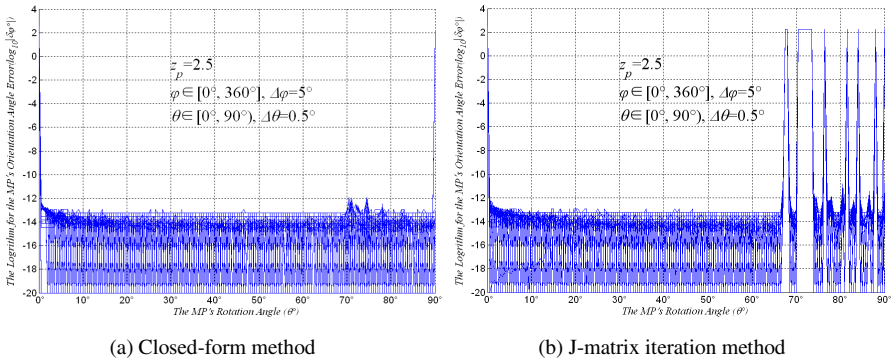 The Logrithm for the MP's Orientation Angle Error/log10|δφ°|)
4
2
0
-2
-4
-6
-8
-10
-12
-14
-16
-18
-20
z_p=2.5
φ∈[0°, 360°], Δφ=5°
θ∈[0°, 90°), Δθ=0.5°
0° 10° 20° 30° 40° 50° 60° 70° 80° 90°
The MP's Rotation Angle (θ°)
(a) Closed-form method
The Logrithm for the MP's Orientation Angle Error/log10|δφ°|)
4
2
0
-2
-4
-6
-8
-10
-12
-14
-16
-18
-20
z_p=2.5
φ∈[0°, 360°], Δφ=5°
θ∈[0°, 90°), Δθ=0.5°
0° 10° 20° 30° 40° 50° 60° 70° 80° 90°
The MP's Rotation Angle (θ°)
(b) J-matrix iteration method